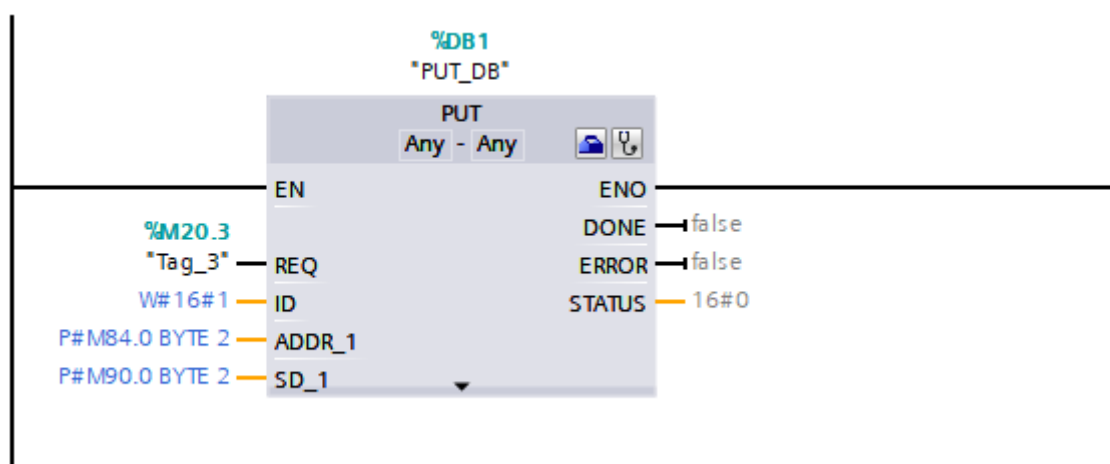 %DB1
"PUT_DB"
PUT
Any - Any
EN ENO
%M20.3 DONE false
"Tag_3" REQ ERROR false
W#16#1 ID STATUS 16#0
P#M84.0 BYTE 2 ADDR_1
P#M90.0 BYTE 2 SD_1